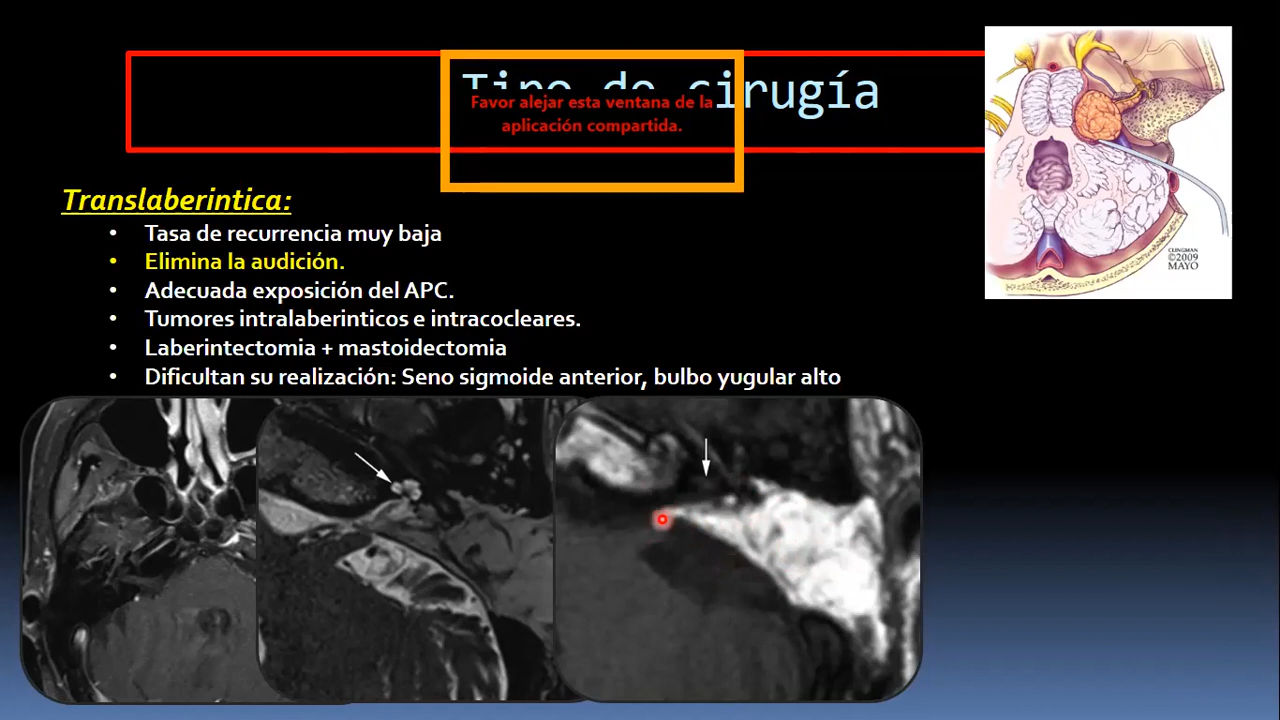 Tipo de cirugía
Favor alejar esta ventana de la
aplicación compartida.
Translaberintica:
• Tasa de recurrencia muy baja
• Elimina la audición.
• Adecuada exposición del APC.
• Tumores intralaberinticos e intracocleares.
• Laberintectomia + mastoidectomia
• Dificultan su realización: Seno sigmoide anterior, bulbo yugular alto
CLINGMAN
©2009
MAYO